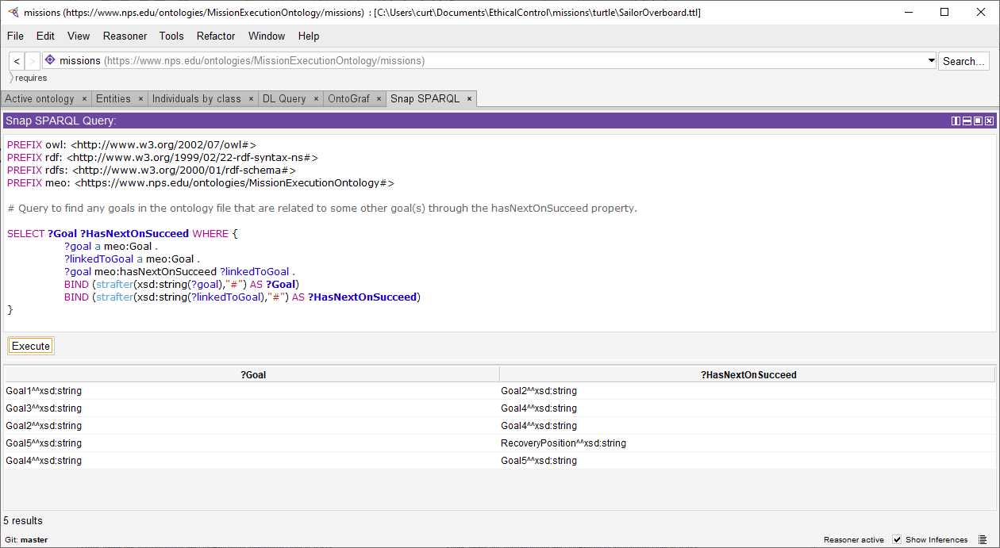 missions (https://www.nps.edu/ontologies/MissionExecutionOntology/missions) : [C:\Users\curt\Documents\EthicalControl\missions\turtle\SailorOverboard.ttl]
File Edit View Reasoner Tools Refactor Window Help
< > missions (https://www.nps.edu/ontologies/MissionExecutionOntology/missions) Search...
requires
Active ontology × Entities × Individuals by class × DL Query × OntoGraf × Snap SPARQL ×
Snap SPARQL Query:
PREFIX owl: <http://www.w3.org/2002/07/owl#>
PREFIX rdf: <http://www.w3.org/1999/02/22-rdf-syntax-ns#>
PREFIX rdfs: <http://www.w3.org/2000/01/rdf-schema#>
PREFIX meo: <https://www.nps.edu/ontologies/MissionExecutionOntology#>
# Query to find any goals in the ontology file that are related to some other goal(s) through the hasNextOnSucceed property.
SELECT ?Goal ?HasNextOnSucceed WHERE {
?goal a meo:Goal .
?linkedToGoal a meo:Goal .
?goal meo:hasNextOnSucceed ?linkedToGoal .
BIND (strafter(xsd:string(?goal),"#") AS ?Goal)
BIND (strafter(xsd:string(?linkedToGoal),"#") AS ?HasNextOnSucceed)
}
Execute
?Goal ?HasNextOnSucceed
Goal1^^xsd:string Goal2^^xsd:string
Goal3^^xsd:string Goal4^^xsd:string
Goal2^^xsd:string Goal4^^xsd:string
Goal5^^xsd:string RecoveryPosition^^xsd:string
Goal4^^xsd:string Goal5^^xsd:string
5 results
Git: master Reasoner active Show Inferences